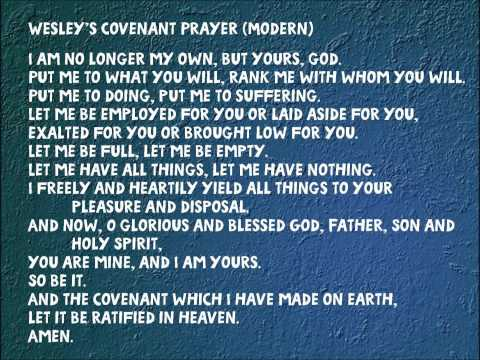 WESLEY'S COVENANT PRAYER (MODERN)
I AM NO LONGER MY OWN, BUT YOURS, GOD.
PUT ME TO WHAT YOU WILL, RANK ME WITH WHOM YOU WILL.
PUT ME TO DOING, PUT ME TO SUFFERING.
LET ME BE EMPLOYED FOR YOU OR LAID ASIDE FOR YOU,
EXALTED FOR YOU OR BROUGHT LOW FOR YOU.
LET ME BE FULL, LET ME BE EMPTY.
LET ME HAVE ALL THINGS, LET ME HAVE NOTHING.
I FREELY AND HEARTILY YIELD ALL THINGS TO YOUR
PLEASURE AND DISPOSAL.
AND NOW, O GLORIOUS AND BLESSED GOD, FATHER, SON AND
HOLY SPIRIT,
YOU ARE MINE, AND I AM YOURS.
SO BE IT.
AND THE COVENANT WHICH I HAVE MADE ON EARTH,
LET IT BE RATIFIED IN HEAVEN.
AMEN.